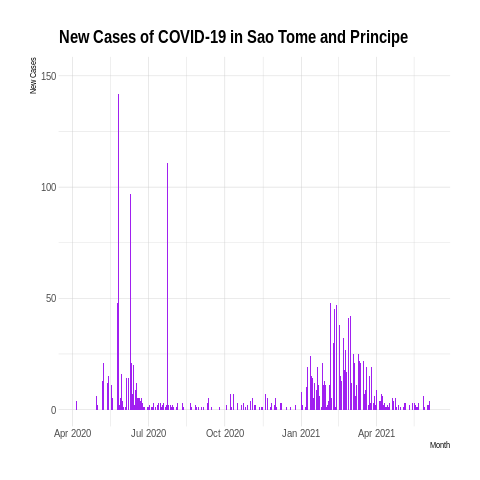 New Cases of COVID-19 in Sao Tome and Principe
New Cases
150
100
50
0
Apr 2020 Jul 2020 Oct 2020 Jan 2021 Apr 2021
Month